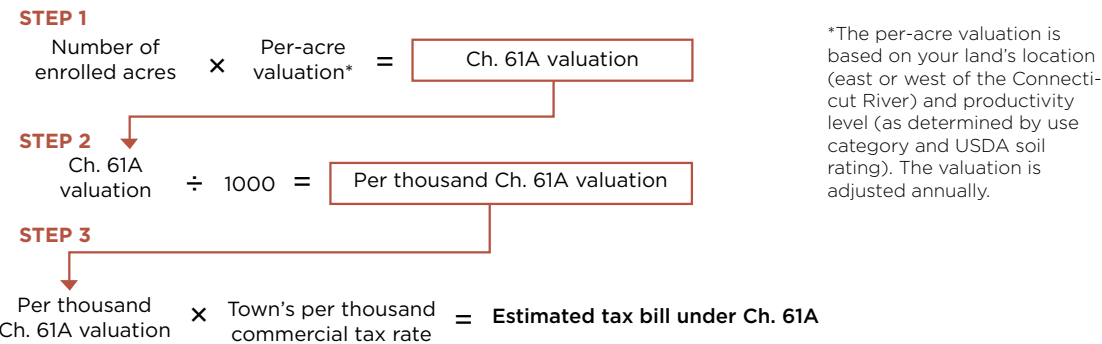 STEP 1
Number of
enrolled acres
×
Per-acre
valuation*
=
Ch. 61A valuation
STEP 2
Ch. 61A
valuation
÷
1000
=
Per thousand Ch. 61A valuation
STEP 3
Per thousand
Ch. 61A valuation
×
Town's per thousand
commercial tax rate
=
Estimated tax bill under Ch. 61A
*The per-acre valuation is
based on your land's location
(east or west of the Connecti-
cut River) and productivity
level (as determined by use
category and USDA soil
rating). The valuation is
adjusted annually.